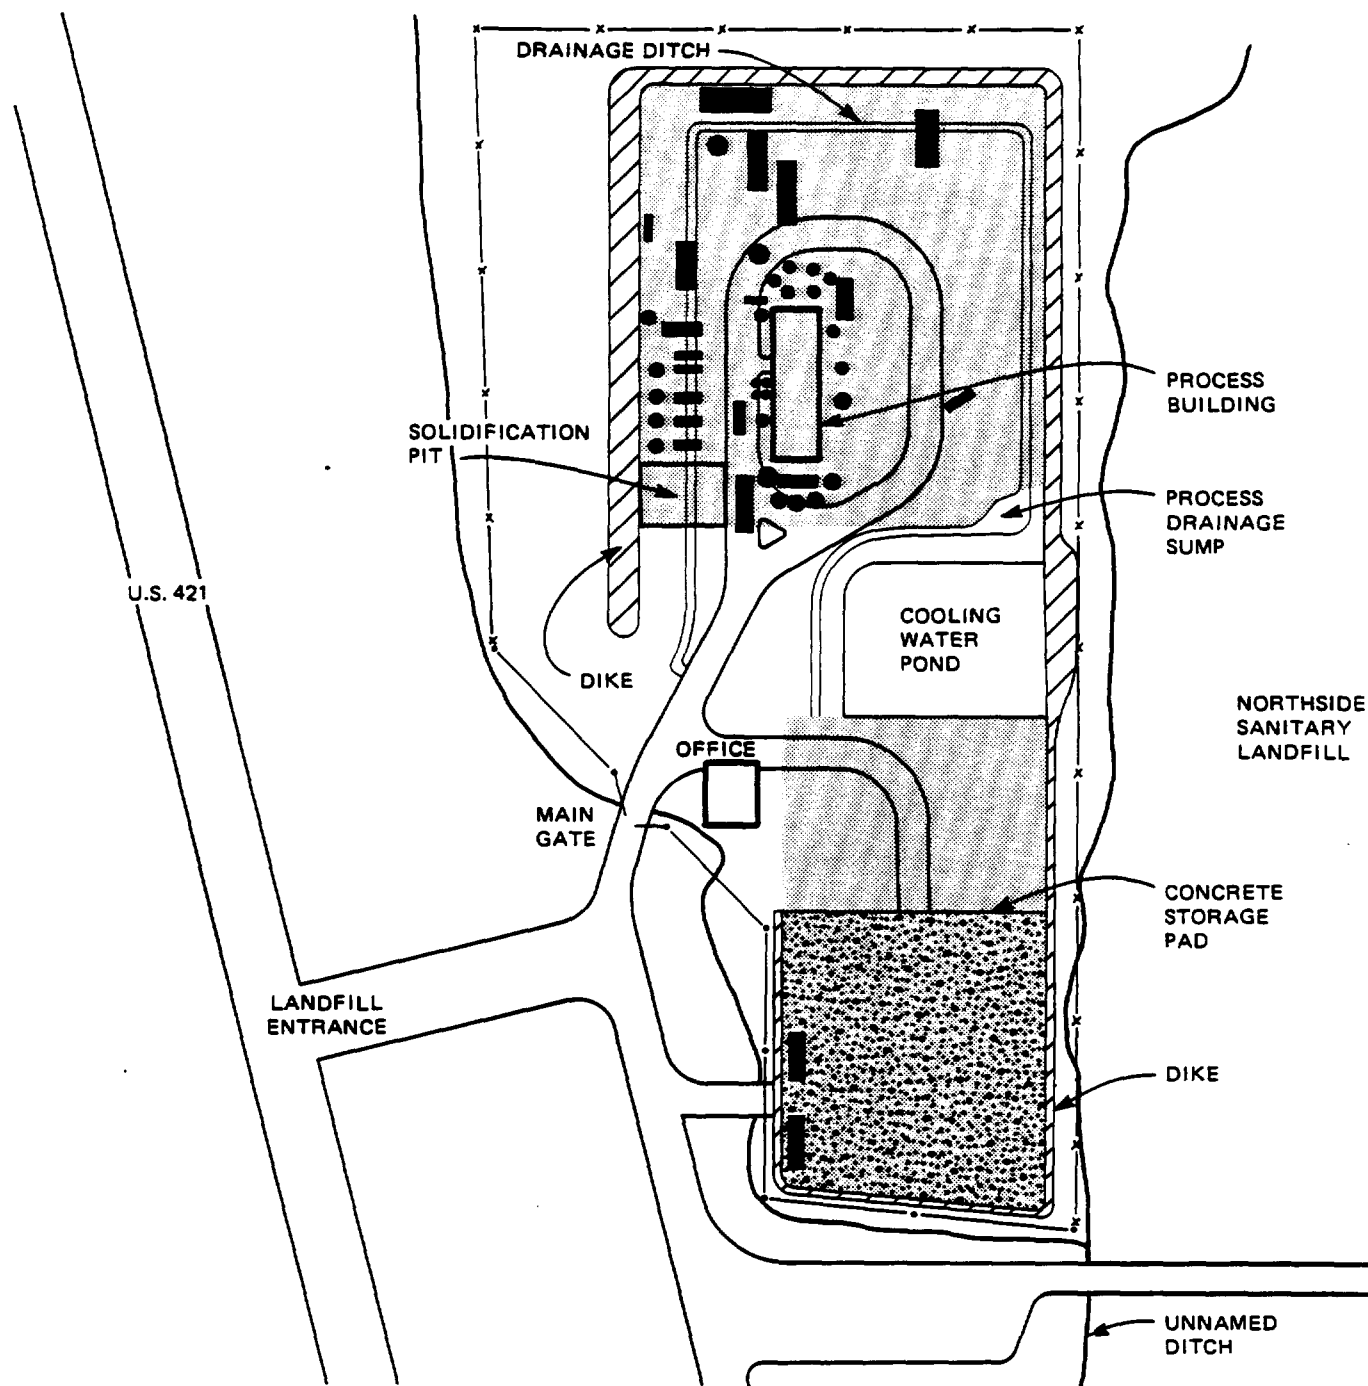 DRAINAGE DITCH
PROCESS
BUILDING
SOLIDIFICATION
PIT
PROCESS
DRAINAGE
SUMP
U.S. 421
COOLING
WATER
POND
DIKE
NORTHSIDE
SANITARY
LANDFILL
OFFICE
MAIN
GATE
CONCRETE
STORAGE
PAD
LANDFILL
ENTRANCE
DIKE
UNNAMED
DITCH